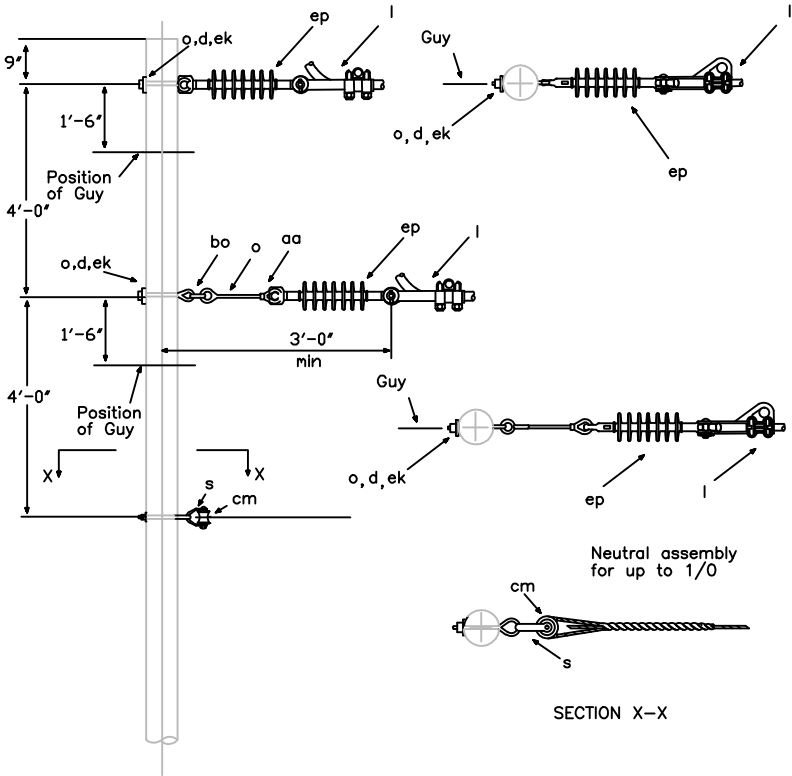 o,d,ek
ep
l
9"
1'-6"
Position
of Guy
4'-0"
Guy
l
o,d,ek
ep
o,d,ek
bo
o
aa
ep
l
1'-6"
3'-0"
min
4'-0"
Position
of Guy
Guy
o,d,ek
ep
l
X
X
s
cm
Neutral assembly
for up to 1/0
cm
s
SECTION X-X